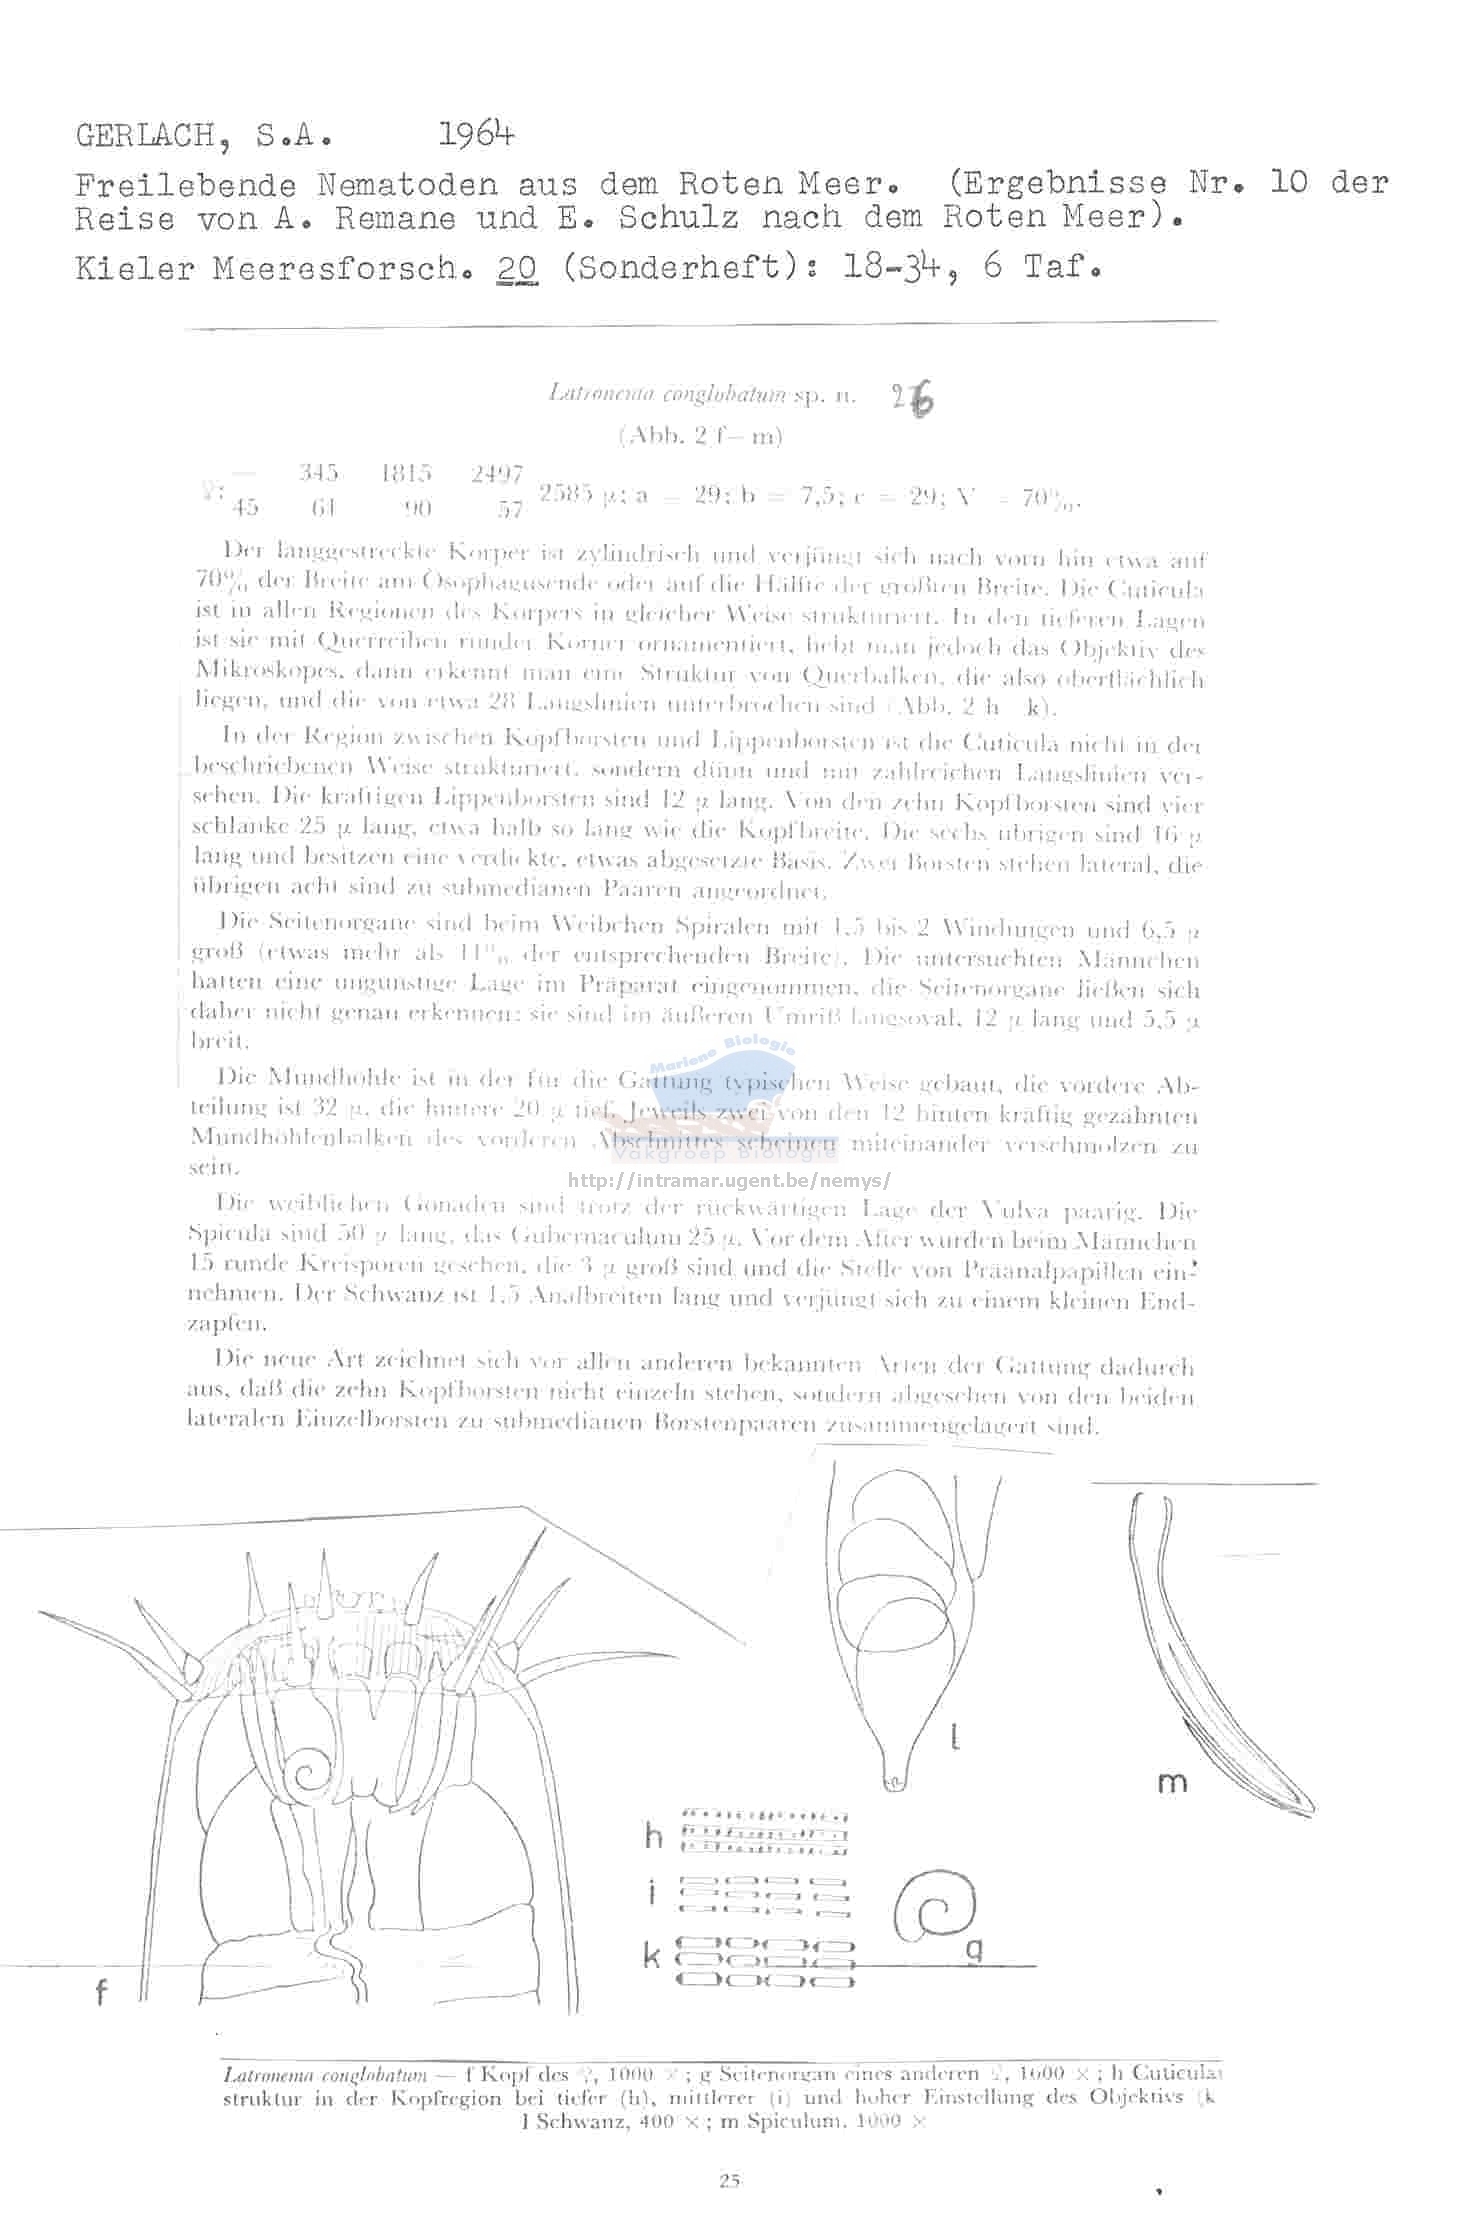 GERLACH, S.A. 1964
Freilebende Nematoden aus dem Roten Meer. (Ergebnisse Nr. 10 der
Reise von A. Remane und E. Schulz nach dem Roten Meer).
Kieler Meeresforsch. 20 (Sonderheft): 18-34, 6 Taf.
Latronema conglobatum sp. n. 26
(Abb. 2 f— m)
— 345 1815 2497
♀: 2585 µ; a = 29; b = 7,5; c = 29; V = 70%.
45 61 90 57
Der langgestreckte Körper ist zylindrisch und verjüngt sich nach vorn hin etwa auf
70% der Breite am Ösophagusende oder auf die Hälfte der größten Breite. Die Cuticula
ist in allen Regionen des Körpers in gleicher Weise strukturiert. In den tieferen Lagen
ist sie mit Querreihen runder Körner ornamentiert, hebt man jedoch das Objektiv des
Mikroskopes, dann erkennt man eine Struktur von Querbalken, die also oberflächlich
liegen, und die von etwa 28 Längslinien unterbrochen sind (Abb. 2 h—k).
In der Region zwischen Kopfborsten und Lippenborsten ist die Cuticula nicht in der
beschriebenen Weise strukturiert, sondern dünn und mit zahlreichen Längslinien ver-
sehen. Die kräftigen Lippenborsten sind 12 µ lang. Von den zehn Kopfborsten sind vier
schlanke 25 µ lang, etwa halb so lang wie die Kopfbreite. Die sechs übrigen sind 16 µ
lang und besitzen eine verdickte, etwas abgesetzte Basis. Zwei Borsten stehen lateral, die
übrigen acht sind zu submedianen Paaren angeordnet.
Die Seitenorgane sind beim Weibchen Spiralen mit 1,5 bis 2 Windungen und 6,5 µ
groß (etwas mehr als 11% der entsprechenden Breite). Die untersuchten Männchen
hatten eine ungünstige Lage im Präparat eingenommen, die Seitenorgane ließen sich
daher nicht genau erkennen; sie sind im äußeren Umriß längsoval, 12 µ lang und 5,5 µ
breit.
Die Mundhöhle ist in der für die Gattung typischen Weise gebaut, die vordere Ab-
teilung ist 32 µ, die hintere 20 µ tief. Jeweils zwei von den 12 hinten kräftig gezähnten
Mundhöhlenbalken des vorderen Abschnittes scheinen miteinander verschmolzen zu
sein.
Mariene Biologie
Vakgroep Biologie
http://intramar.ugent.be/nemys/
Die weiblichen Gonaden sind trotz der rückwärtigen Lage der Vulva paarig. Die
Spicula sind 50 µ lang, das Gubernaculum 25 µ. Vor dem After wurden beim Männchen
15 runde Kreisporen gesehen, die 3 µ groß sind und die Stelle von Präanalpapillen ein-
nehmen. Der Schwanz ist 1,5 Analbreiten lang und verjüngt sich zu einem kleinen End-
zapfen.
Die neue Art zeichnet sich vor allen anderen bekannten Arten der Gattung dadurch
aus, daß die zehn Kopfborsten nicht einzeln stehen, sondern abgesehen von den beiden
lateralen Einzelborsten zu submedianen Borstenpaaren zusammengelagert sind.
l
m
h
i
k
g
f
Latronema conglobatum — f Kopf des ♀, 1000 ×; g Seitenorgan eines anderen ♀, 1600 ×; h Cuticular
struktur in der Kopfregion bei tiefer (h), mittlerer (i) und hoher Einstellung des Objektivs (k
l Schwanz, 400 ×; m Spiculum, 1000 ×
25